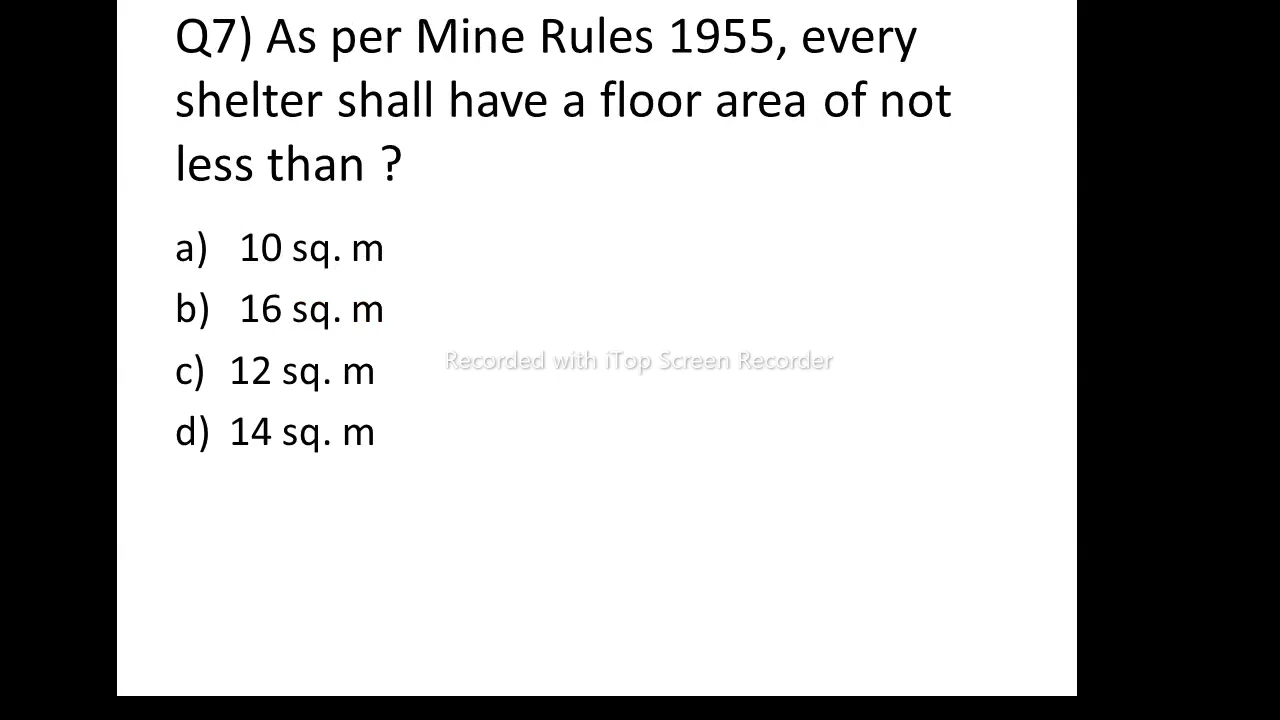 Q7) As per Mine Rules 1955, every
shelter shall have a floor area of not
less than ?
a) 10 sq. m
b) 16 sq. m
c) 12 sq. m
Recorded with iTop Screen Recorder
d) 14 sq. m